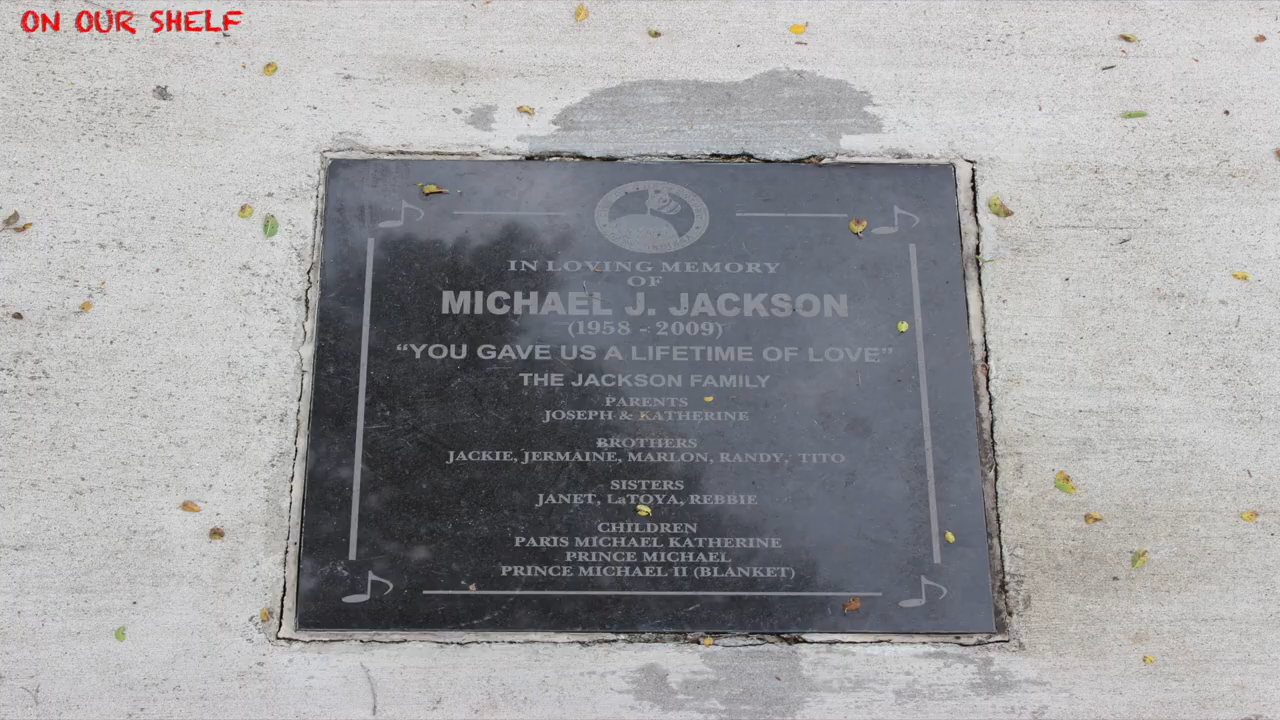 ON OUR SHELF
IN LOVING MEMORY
OF
MICHAEL J. JACKSON
(1958 - 2009)
“YOU GAVE US A LIFETIME OF LOVE”
THE JACKSON FAMILY
PARENTS
JOSEPH & KATHERINE
BROTHERS
JACKIE, JERMAINE, MARLON, RANDY, TITO
SISTERS
JANET, LaTOYA, REBBIE
CHILDREN
PARIS MICHAEL KATHERINE
PRINCE MICHAEL
PRINCE MICHAEL II (BLANKET)